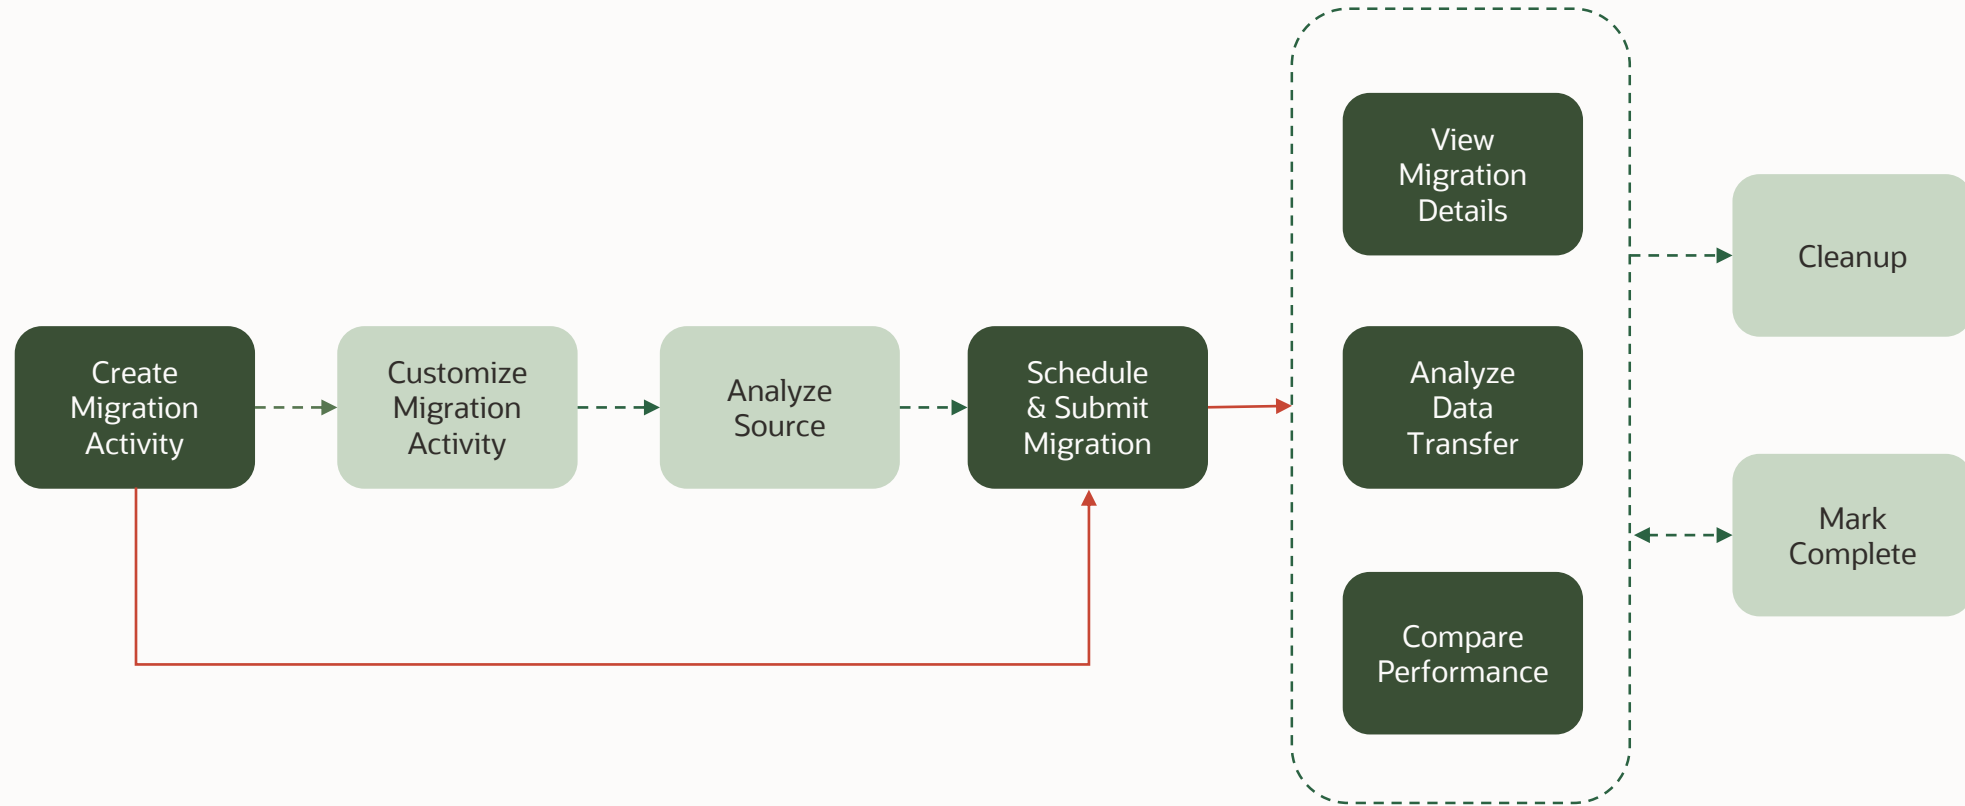 Create
Migration
Activity
Customize
Migration
Activity
Analyze
Source
Schedule
& Submit
Migration
View
Migration
Details
Analyze
Data
Transfer
Compare
Performance
Cleanup
Mark
Complete